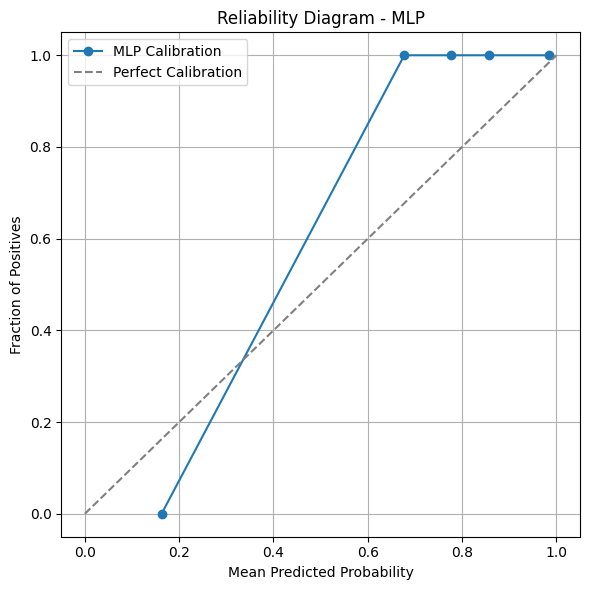 Reliability Diagram - MLP
MLP Calibration
Perfect Calibration
1.0
0.8
0.6
0.4
0.2
0.0
Fraction of Positives
0.0 0.2 0.4 0.6 0.8 1.0
Mean Predicted Probability